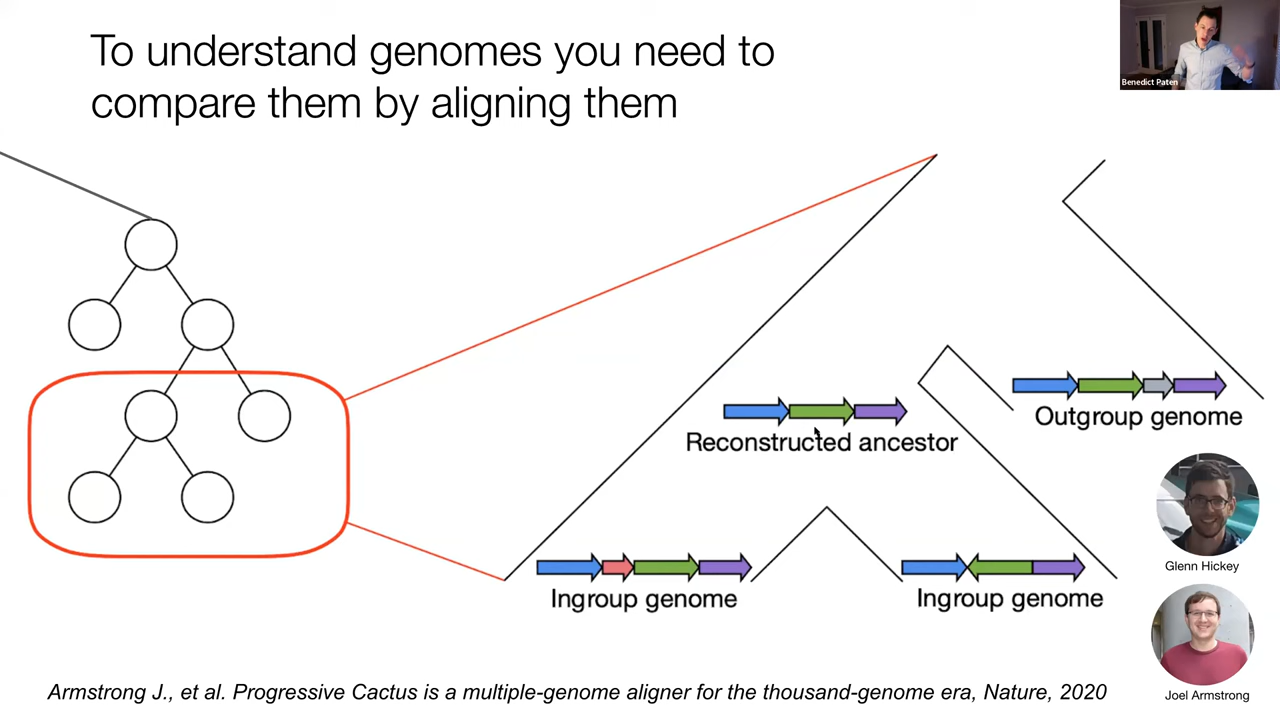 To understand genomes you need to
compare them by aligning them
Benedict Paten
Reconstructed ancestor
Outgroup genome
Ingroup genome
Ingroup genome
Glenn Hickey
Joel Armstrong
Armstrong J., et al. Progressive Cactus is a multiple-genome aligner for the thousand-genome era, Nature, 2020